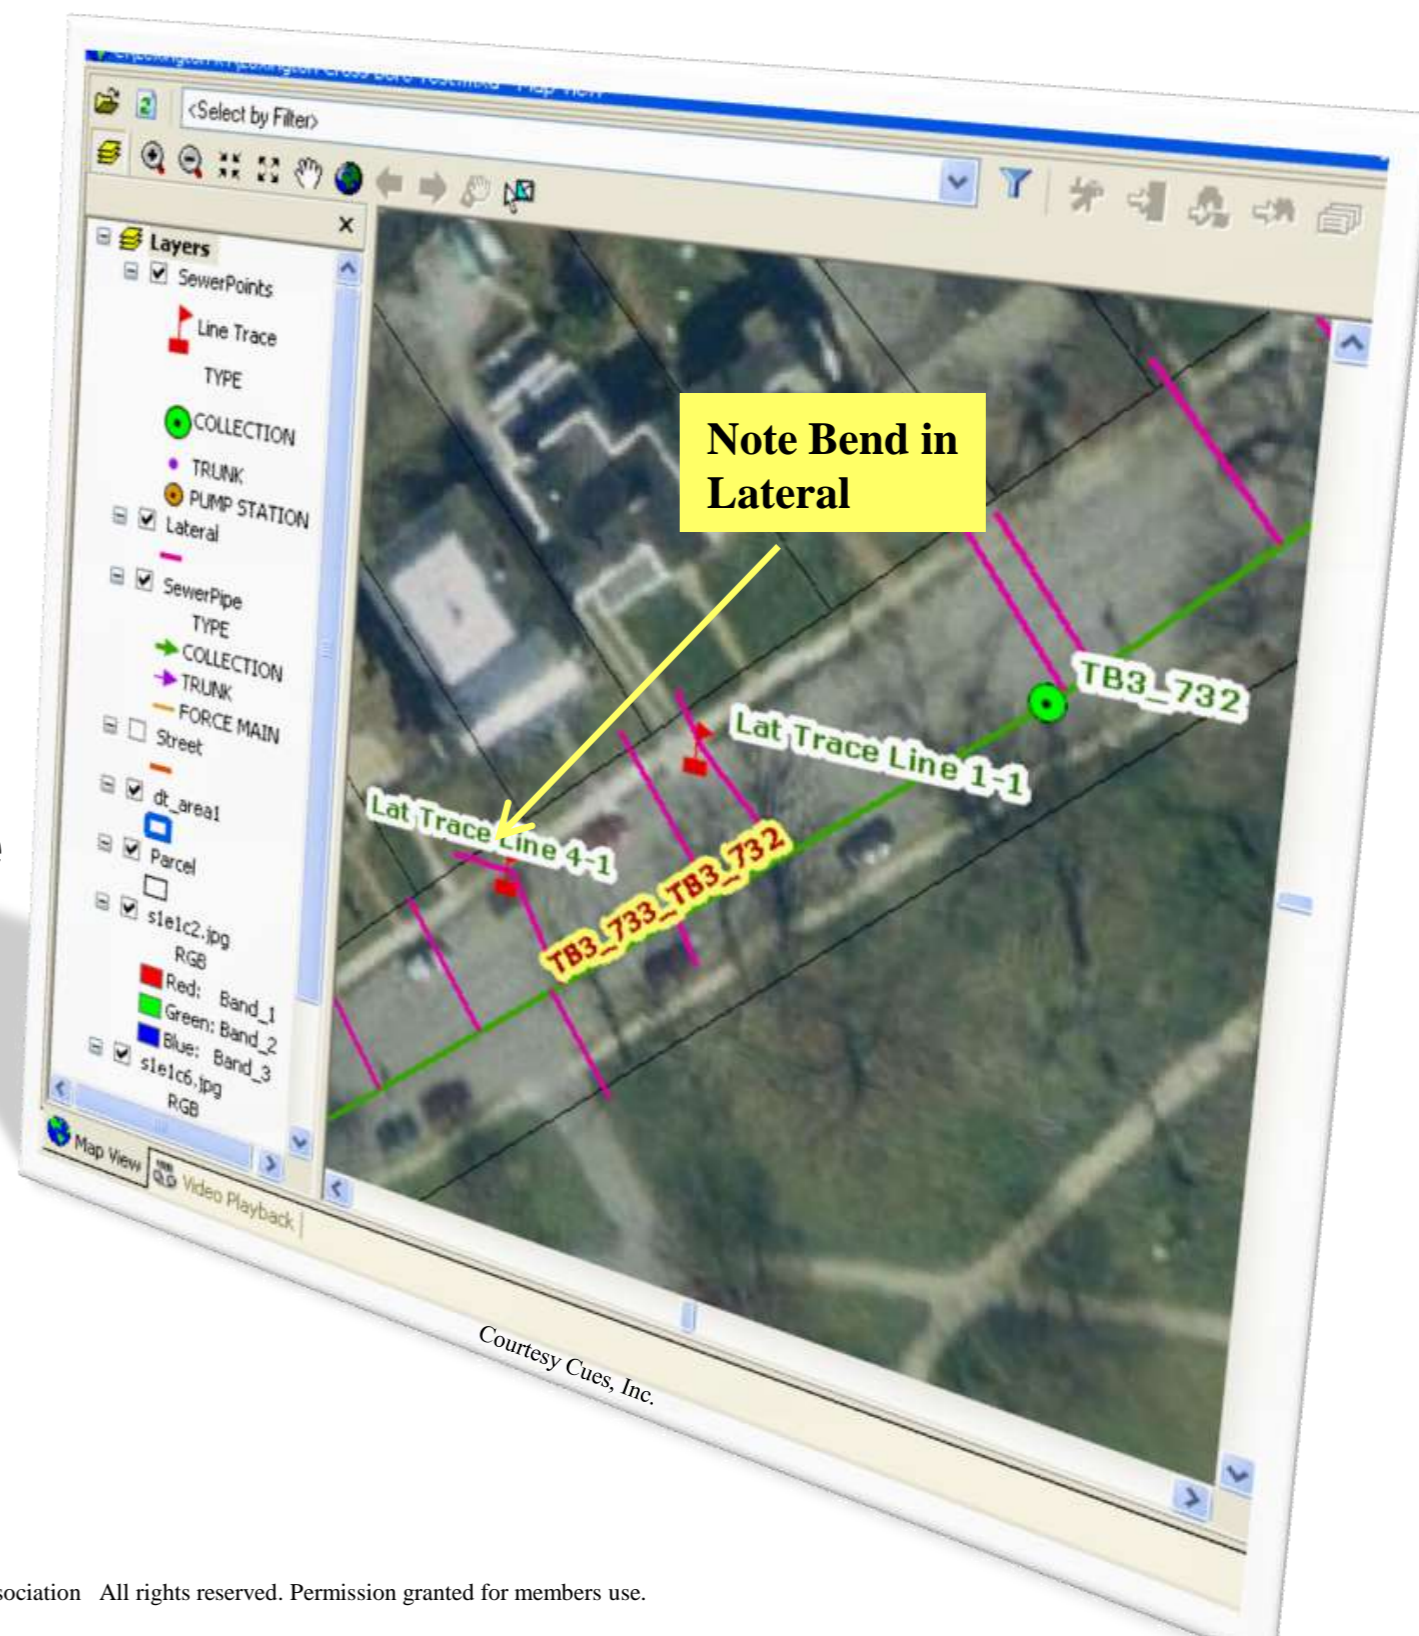 <Select by Filter>
Layers
SewerPoints
Line Trace
TYPE
COLLECTION
TRUNK
PUMP STATION
Lateral
SewerPipe
TYPE
COLLECTION
TRUNK
FORCE MAIN
Street
dt_area1
Parcel
s1e1c2.jpg
RGB
Red: Band_1
Green: Band_2
Blue: Band_3
s1e1c6.jpg
RGB
Map View
Video Playback
Note Bend in
Lateral
TB3_732
Lat Trace Line 1-1
Lat Trace Line 4-1
TB3_733_TB3_732
Courtesy Cues, Inc.
All rights reserved. Permission granted for members use.